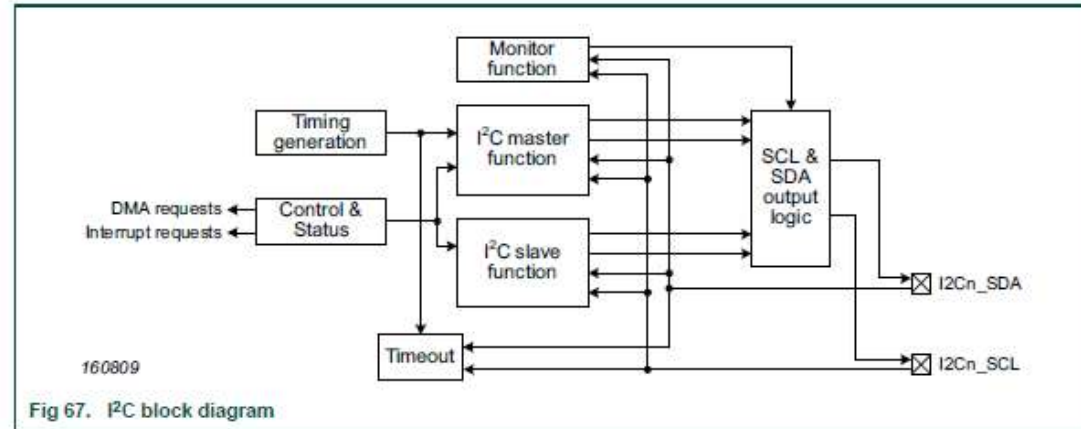 Monitor
function
Timing
generation
I²C master
function
SCL &
SDA
output
logic
DMA requests
Interrupt requests
Control &
Status
I²C slave
function
I2Cn_SDA
Timeout
I2Cn_SCL
160809
Fig 67. I²C block diagram